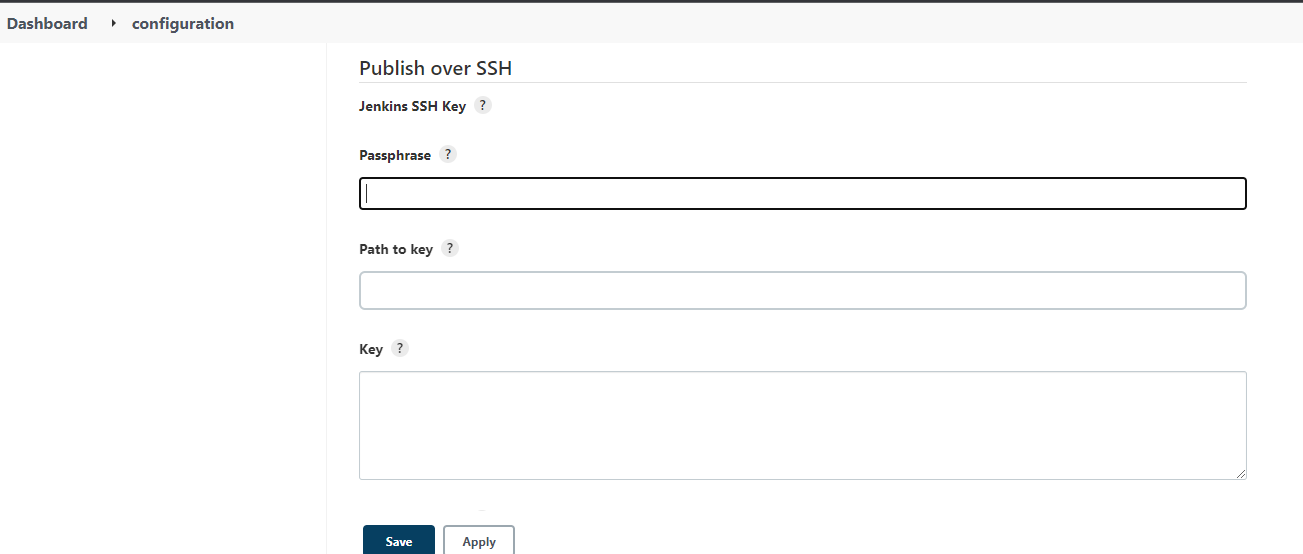 Dashboard configuration
Publish over SSH
Jenkins SSH Key ?
Passphrase ?
Path to key ?
Key ?
Save Apply